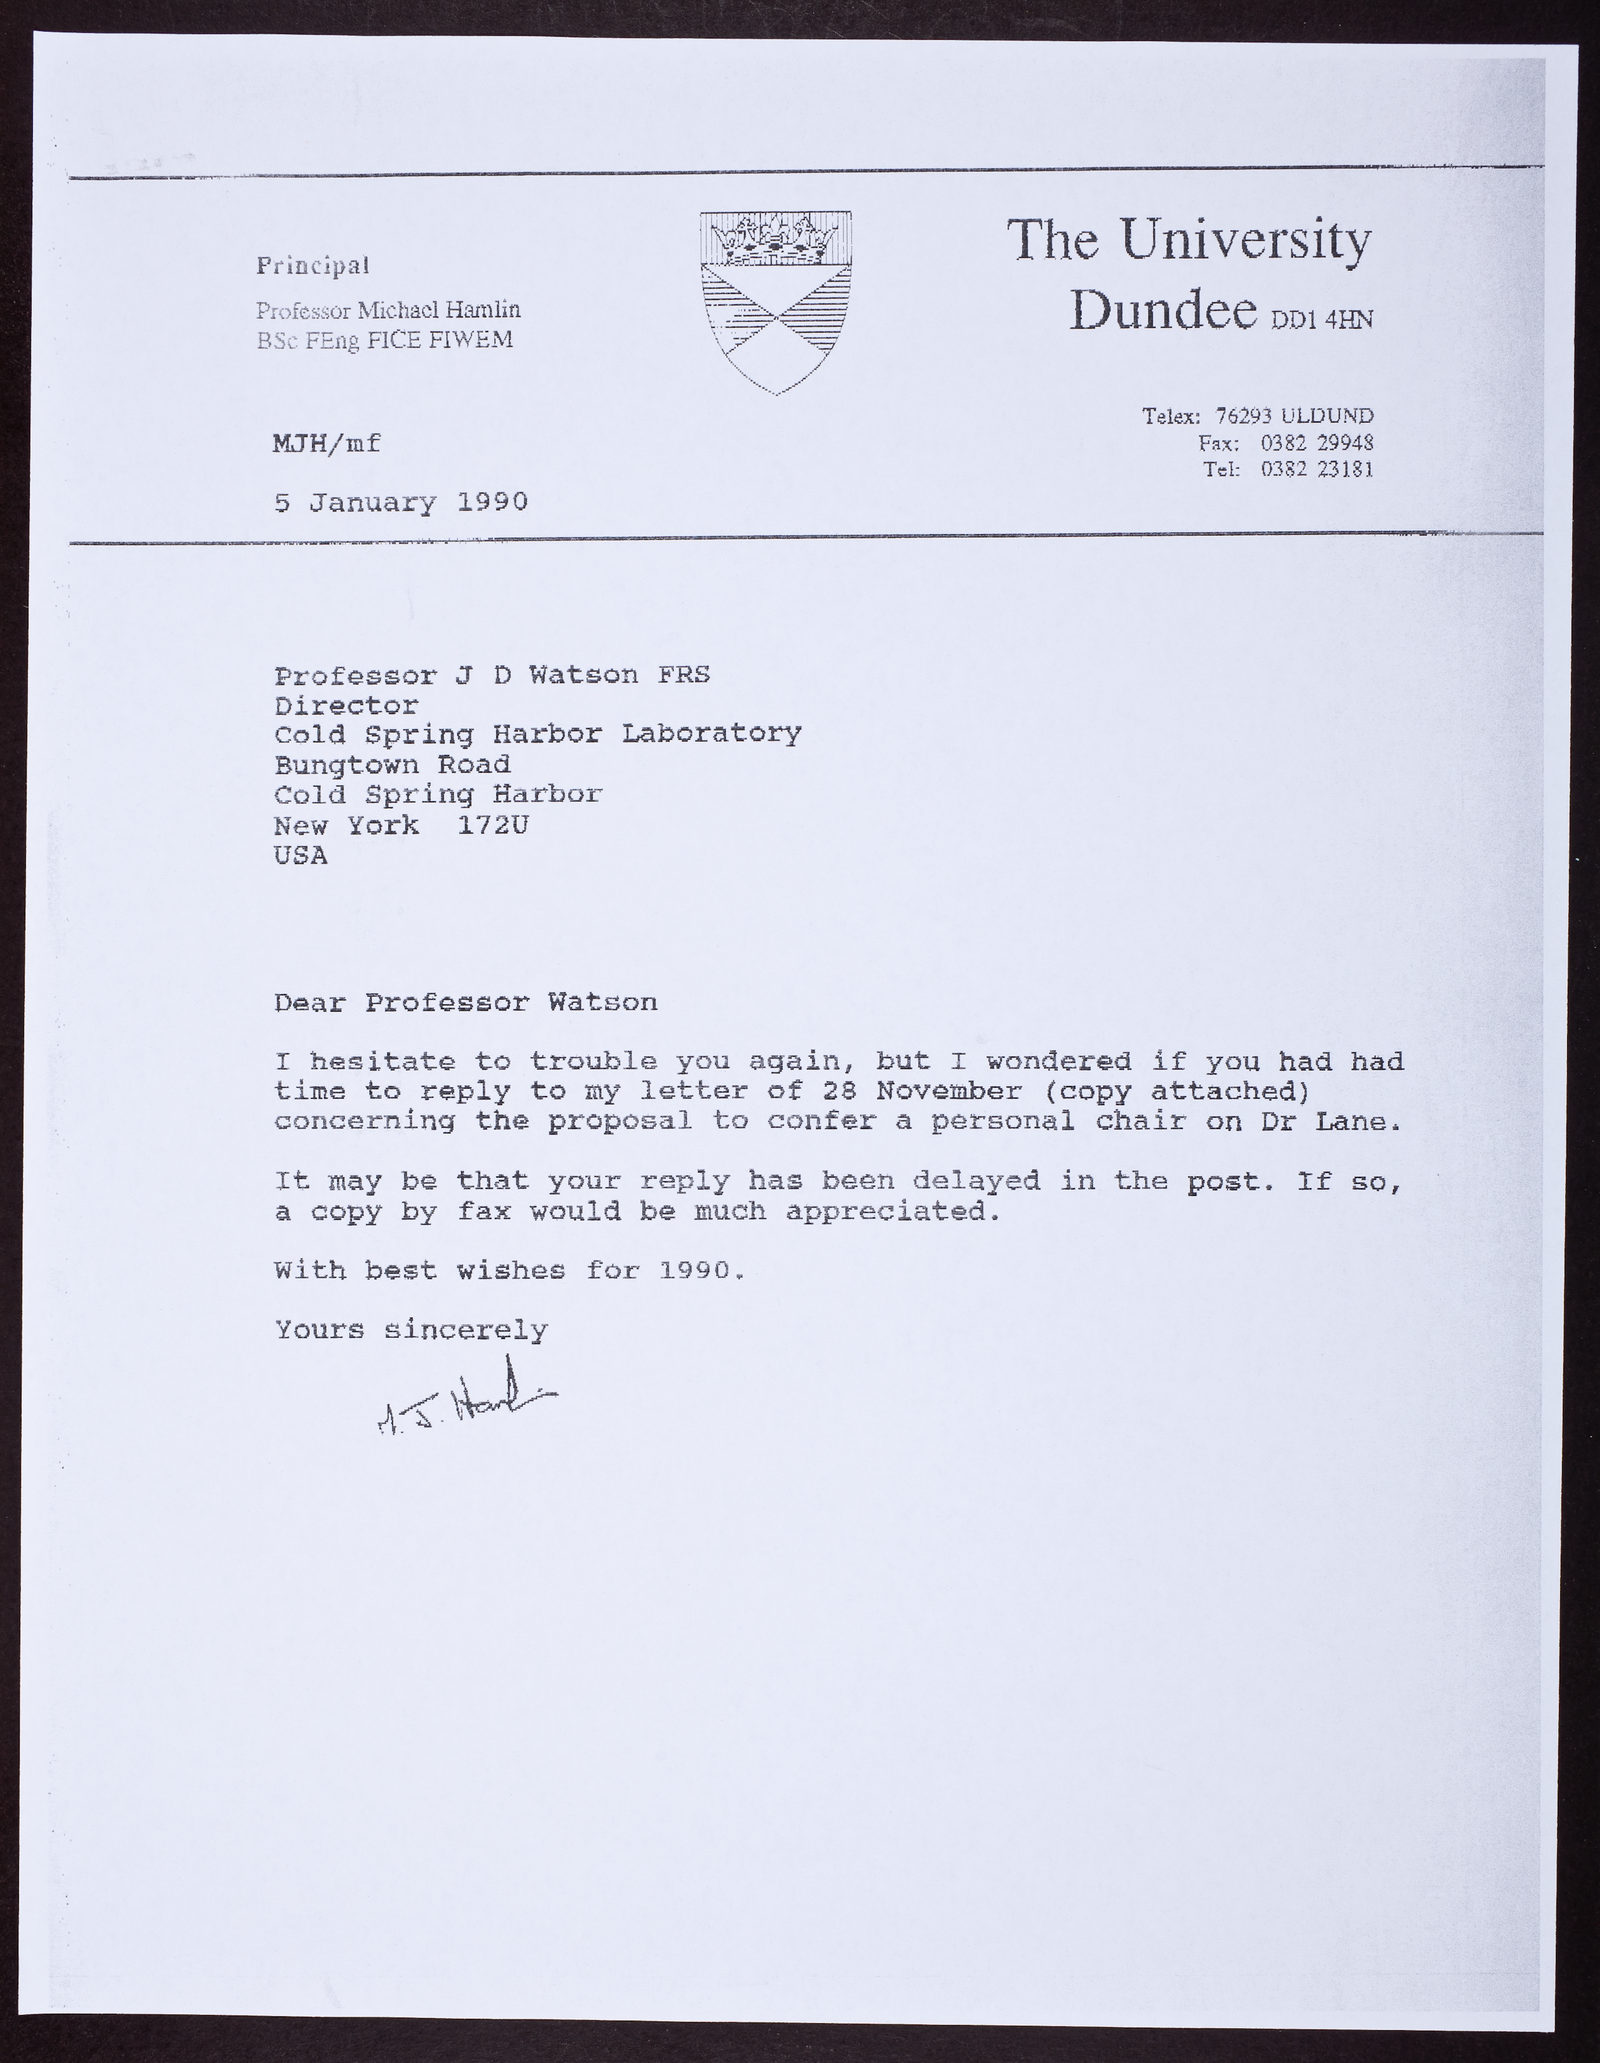 Principal
Professor Michael Hamlin
BSc FEng FICE FIWEM
MJH/mf
5 January 1990
The University
Dundee DD1 4HN
Telex: 76293 ULDUND
Fax: 0382 29948
Tel: 0382 23181
Professor J D Watson FRS
Director
Cold Spring Harbor Laboratory
Bungtown Road
Cold Spring Harbor
New York 172U
USA
Dear Professor Watson
I hesitate to trouble you again, but I wondered if you had had
time to reply to my letter of 28 November (copy attached)
concerning the proposal to confer a personal chair on Dr Lane.
It may be that your reply has been delayed in the post. If so,
a copy by fax would be much appreciated.
With best wishes for 1990.
Yours sincerely
M. J. Hamlin